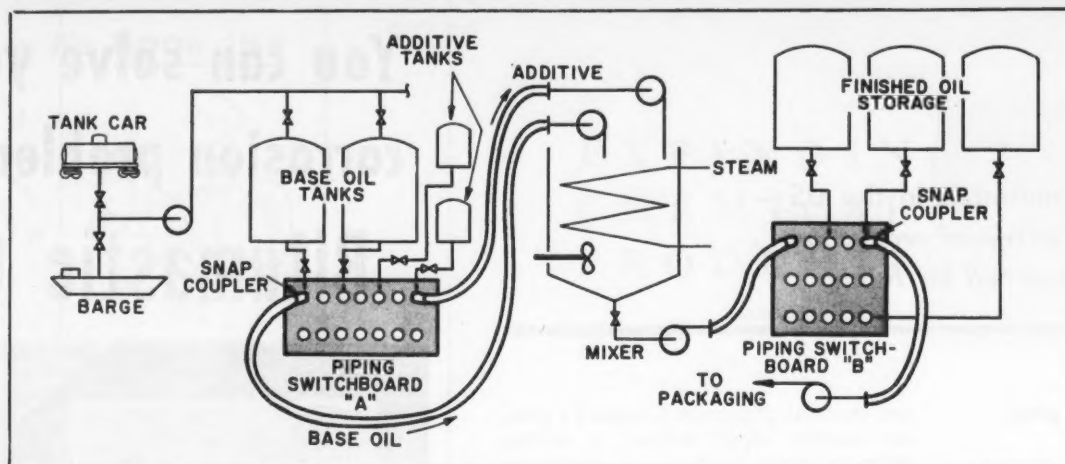 ADDITIVE
TANKS
ADDITIVE
TANK CAR
BASE OIL
TANKS
SNAP
COUPLER
BARGE
PIPING
SWITCHBOARD
"A"
BASE OIL
STEAM
MIXER
FINISHED OIL
STORAGE
SNAP
COUPLER
PIPING SWITCH-
BOARD "B"
TO
PACKAGING